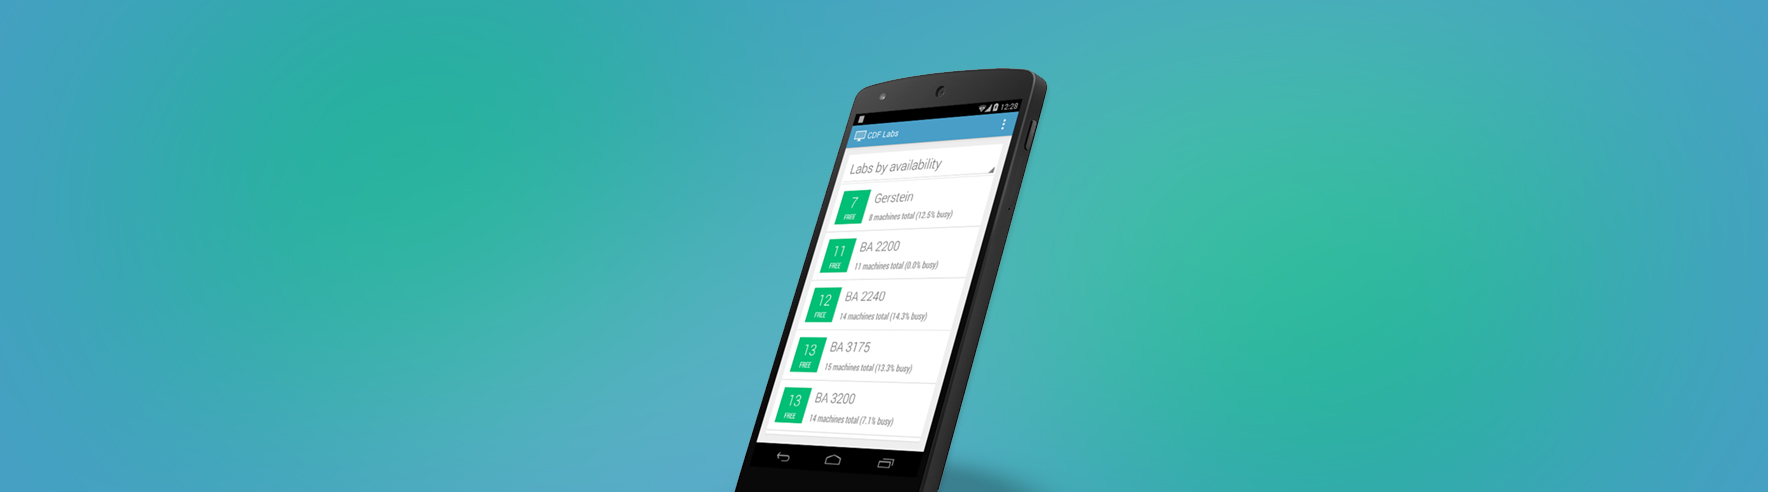 12:28
CDF Labs
Labs by availability
7
FREE
Gerstein
8 machines total (12.5% busy)
11
FREE
BA 2200
11 machines total (0.0% busy)
12
FREE
BA 2240
14 machines total (14.3% busy)
13
FREE
BA 3175
15 machines total (13.3% busy)
13
FREE
BA 3200
14 machines total (7.1% busy)